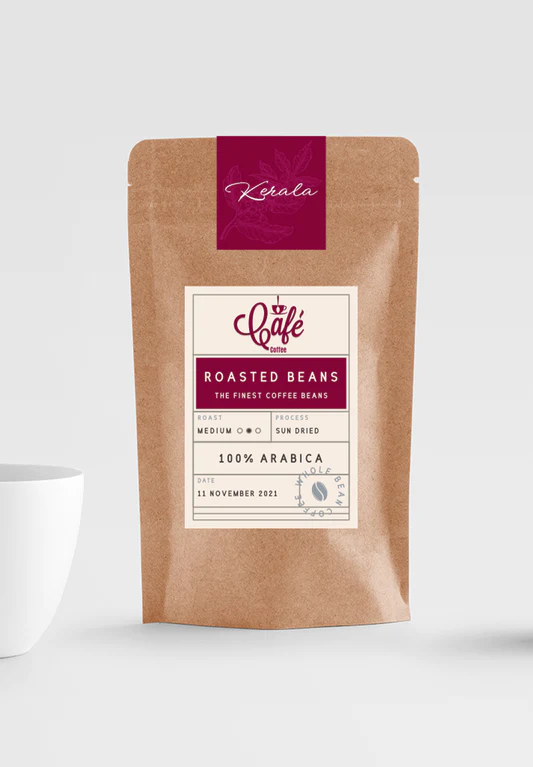 Kerala
Café
Coffee
ROASTED BEANS
THE FINEST COFFEE BEANS
ROAST
PROCESS
MEDIUM
SUN DRIED
100% ARABICA
DATE
11 NOVEMBER 2021
WHOLE BEAN COFFEE